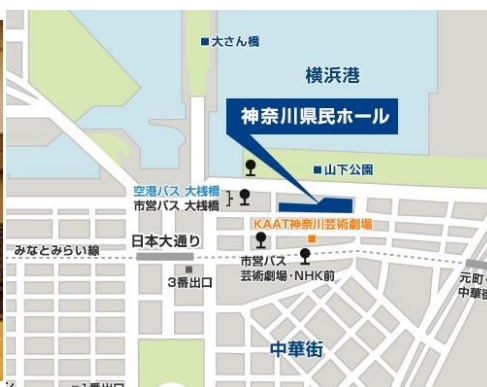 大さん橋
横浜港
神奈川県民ホール
山下公園
空港バス 大桟橋
市営バス 大桟橋
KAAT神奈川芸術劇場
日本大通り
みなとみらい線
市営バス
芸術劇場・NHK前
3番出口
元町・
中華街
中華街
1番出口